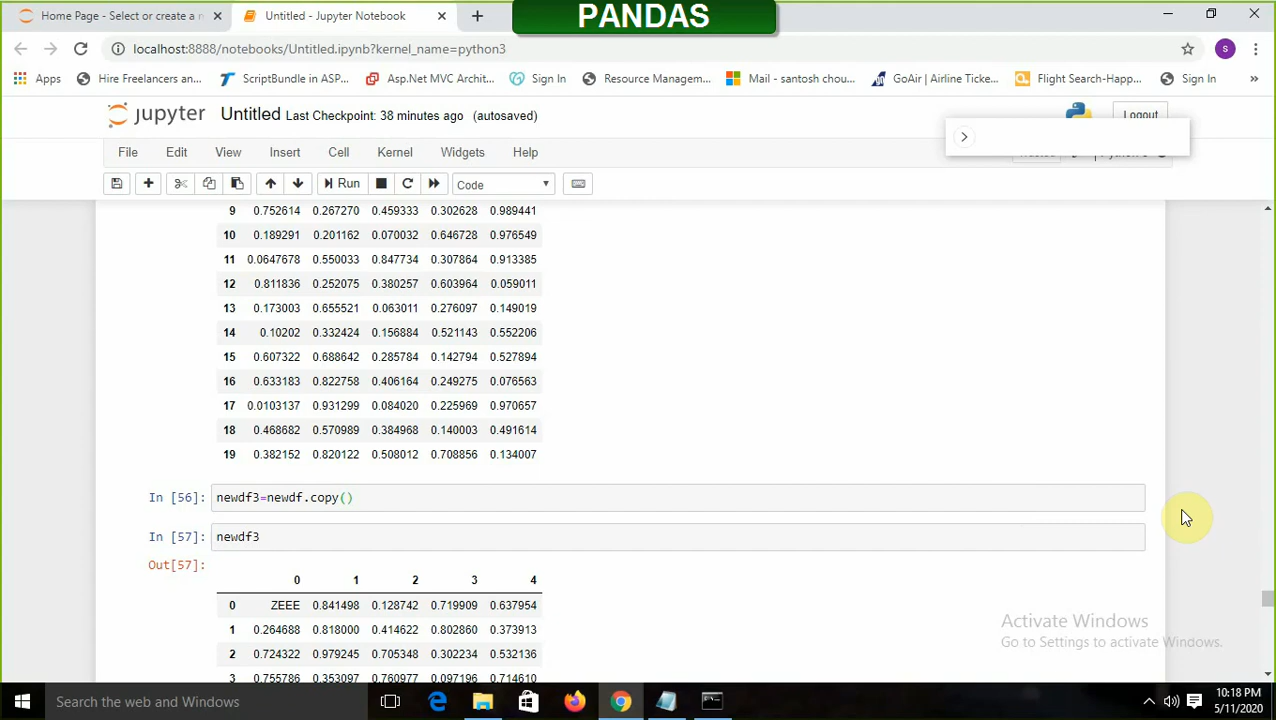 Home Page - Select or create a n
Untitled - Jupyter Notebook
PANDAS
localhost:8888/notebooks/Untitled.ipynb?kernel_name=python3
S
Apps
Hire Freelancers an...
ScriptBundle in ASP...
Asp.Net MVC Archit...
Sign In
Resource Managem...
Mail - santosh chou...
GoAir | Airline Ticke...
Flight Search-Happ...
Sign In
jupyter Untitled Last Checkpoint: 38 minutes ago (autosaved)
Logout
File Edit View Insert Cell Kernel Widgets Help
Run
Code
9 0.752614 0.267270 0.459333 0.302628 0.989441
10 0.189291 0.201162 0.070032 0.646728 0.976549
11 0.0647678 0.550033 0.847734 0.307864 0.913385
12 0.811836 0.252075 0.380257 0.603964 0.059011
13 0.173003 0.655521 0.063011 0.276097 0.149019
14 0.10202 0.332424 0.156884 0.521143 0.552206
15 0.607322 0.688642 0.285784 0.142794 0.527894
16 0.633183 0.822758 0.406164 0.249275 0.076563
17 0.0103137 0.931299 0.084020 0.225969 0.970657
18 0.468682 0.570989 0.384968 0.140003 0.491614
19 0.382152 0.820122 0.508012 0.708856 0.134007
In [56]: newdf3=newdf.copy()
In [57]: newdf3
Out[57]:
0 1 2 3 4
0 ZEEE 0.841498 0.128742 0.719909 0.637954
1 0.264688 0.818000 0.414622 0.802860 0.373913
2 0.724322 0.79245 0.705348 0.302234 0.532136
3 0.353097 0.760977 0.097196 0.714610
Activate Windows
Go to Settings to activate Windows.
Search the web and Windows
10:18 PM
5/11/2020